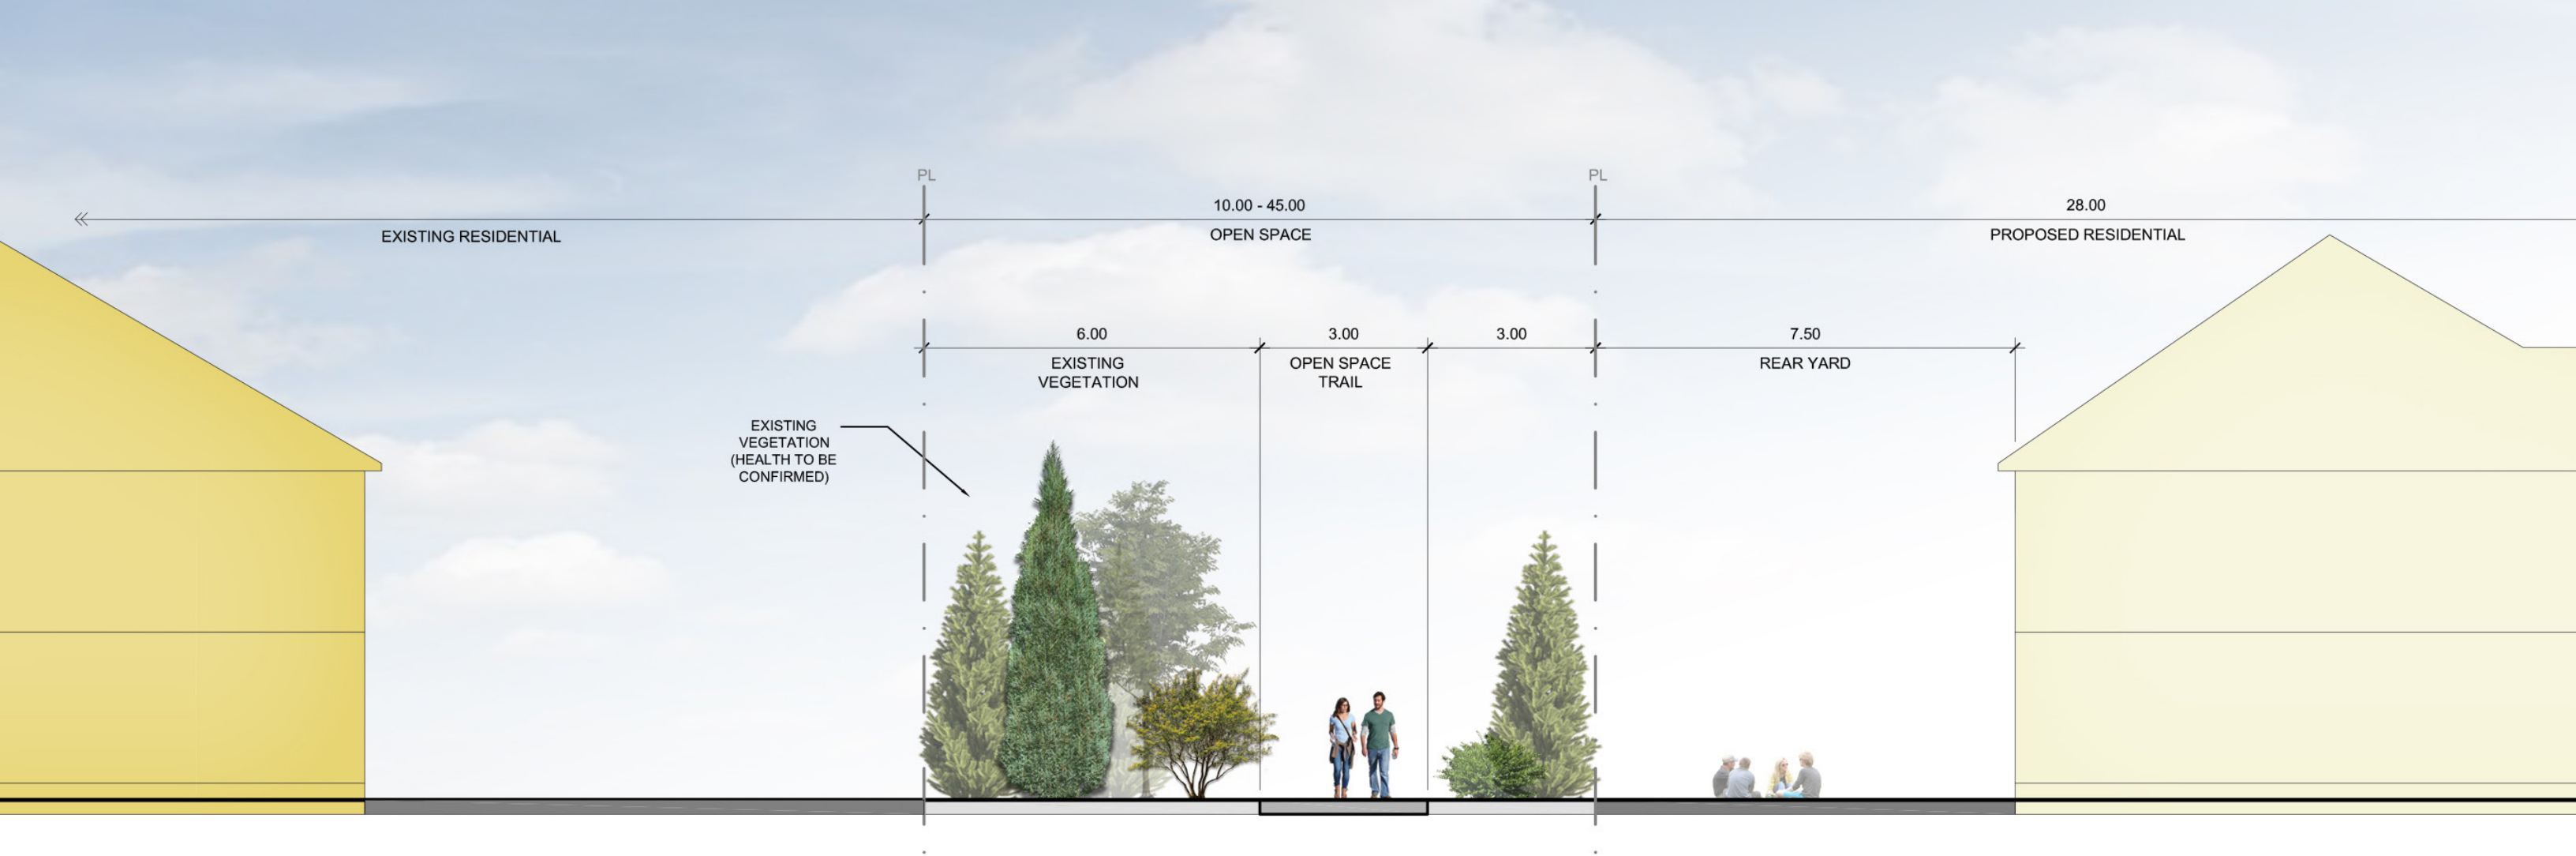 PL
PL
10.00 - 45.00
28.00
EXISTING RESIDENTIAL
OPEN SPACE
PROPOSED RESIDENTIAL
6.00
3.00
3.00
7.50
EXISTING
VEGETATION
OPEN SPACE
TRAIL
REAR YARD
EXISTING
VEGETATION
(HEALTH TO BE
CONFIRMED)